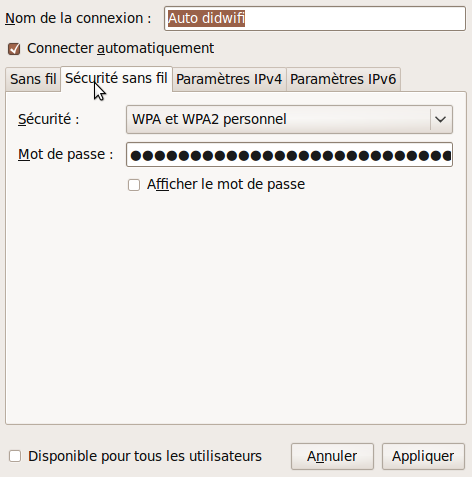 Nom de la connexion : Auto didwifi
Connecter automatiquement
Sans fil Sécurité sans fil Paramètres IPv4 Paramètres IPv6
Sécurité : WPA et WPA2 personnel
Mot de passe : ●●●●●●●●●●●●●●●●●●●●●●●●●●●
Afficher le mot de passe
Disponible pour tous les utilisateurs Annuler Appliquer